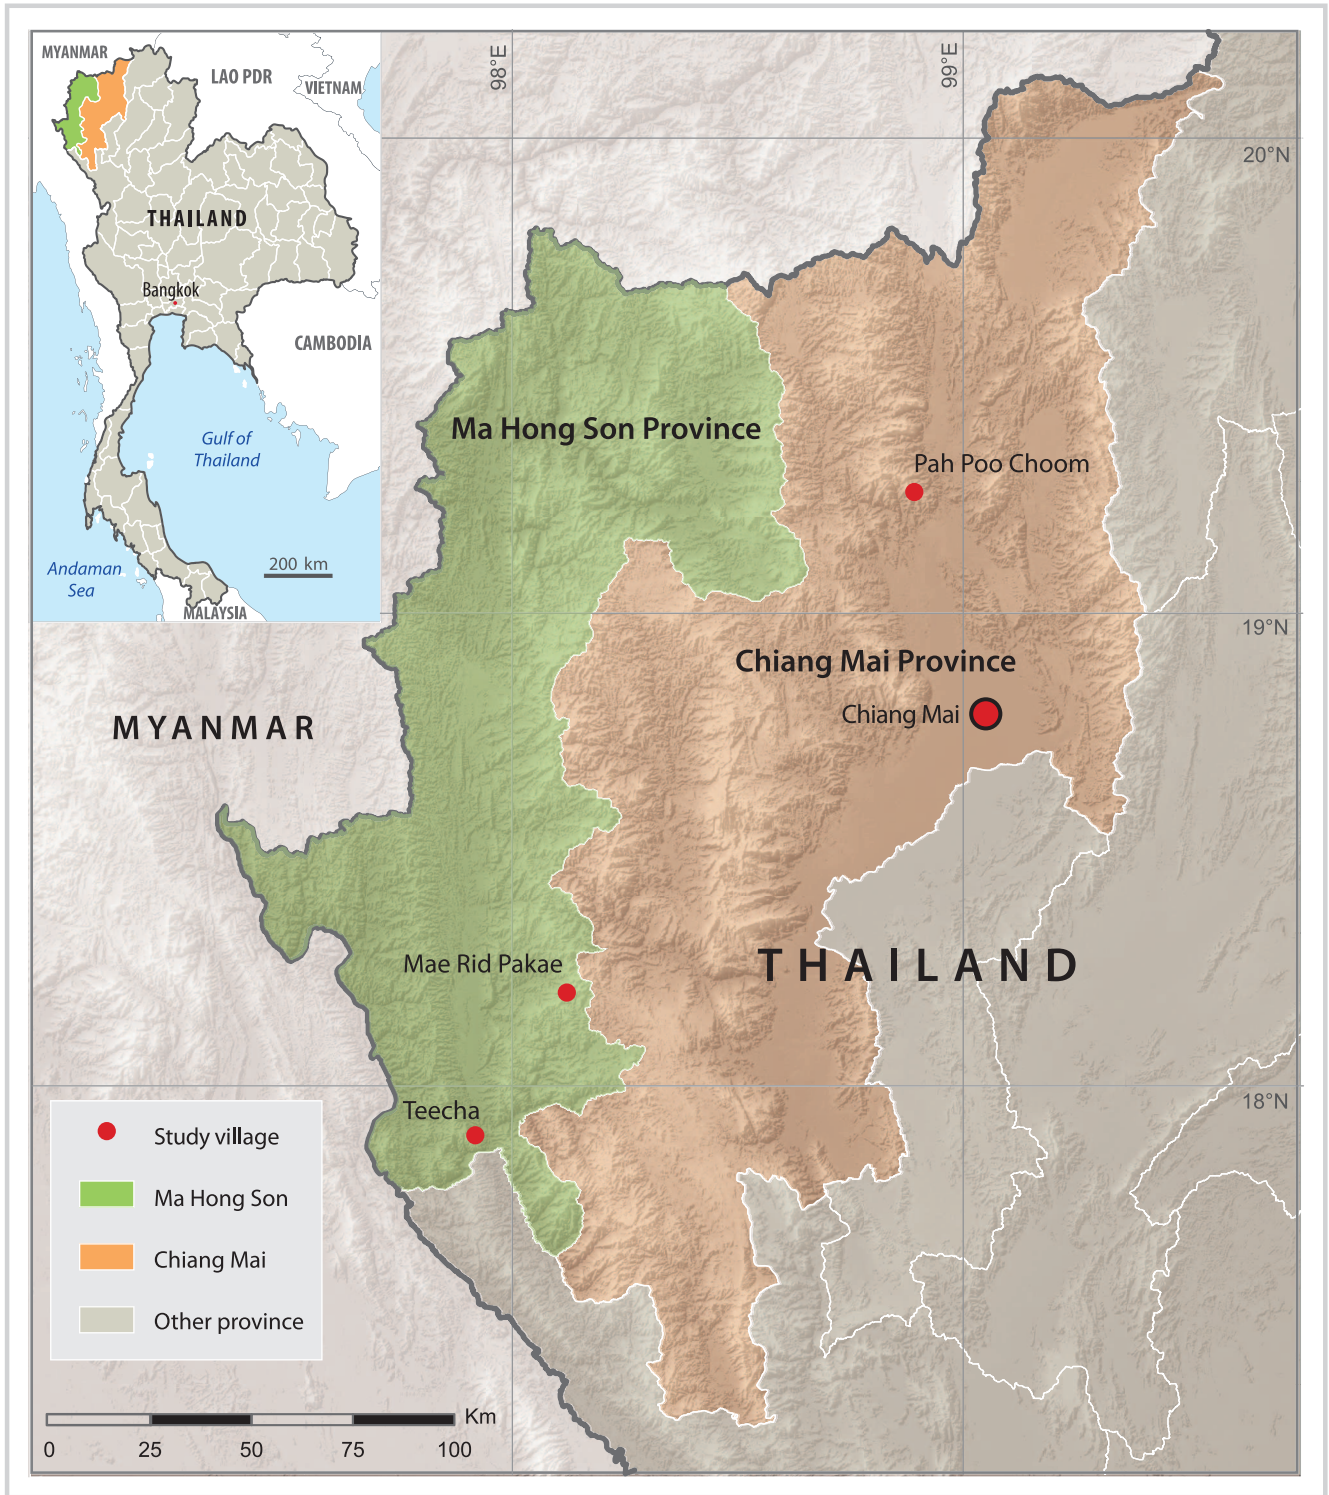 MYANMAR
LAO PDR
VIETNAM
THAILAND
Bangkok
CAMBODIA
Gulf of
Thailand
Andaman
Sea
200 km
MALAYSIA
98°E
99°E
20°N
Ma Hong Son Province
Pah Poo Choom
19°N
Chiang Mai Province
Chiang Mai
MYANMAR
Mae Rid Pakae
THAILAND
18°N
Teecha
Study village
Ma Hong Son
Chiang Mai
Other province
Km
0 25 50 75 100